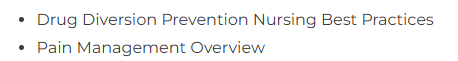 • Drug Diversion Prevention Nursing Best Practices
• Pain Management Overview